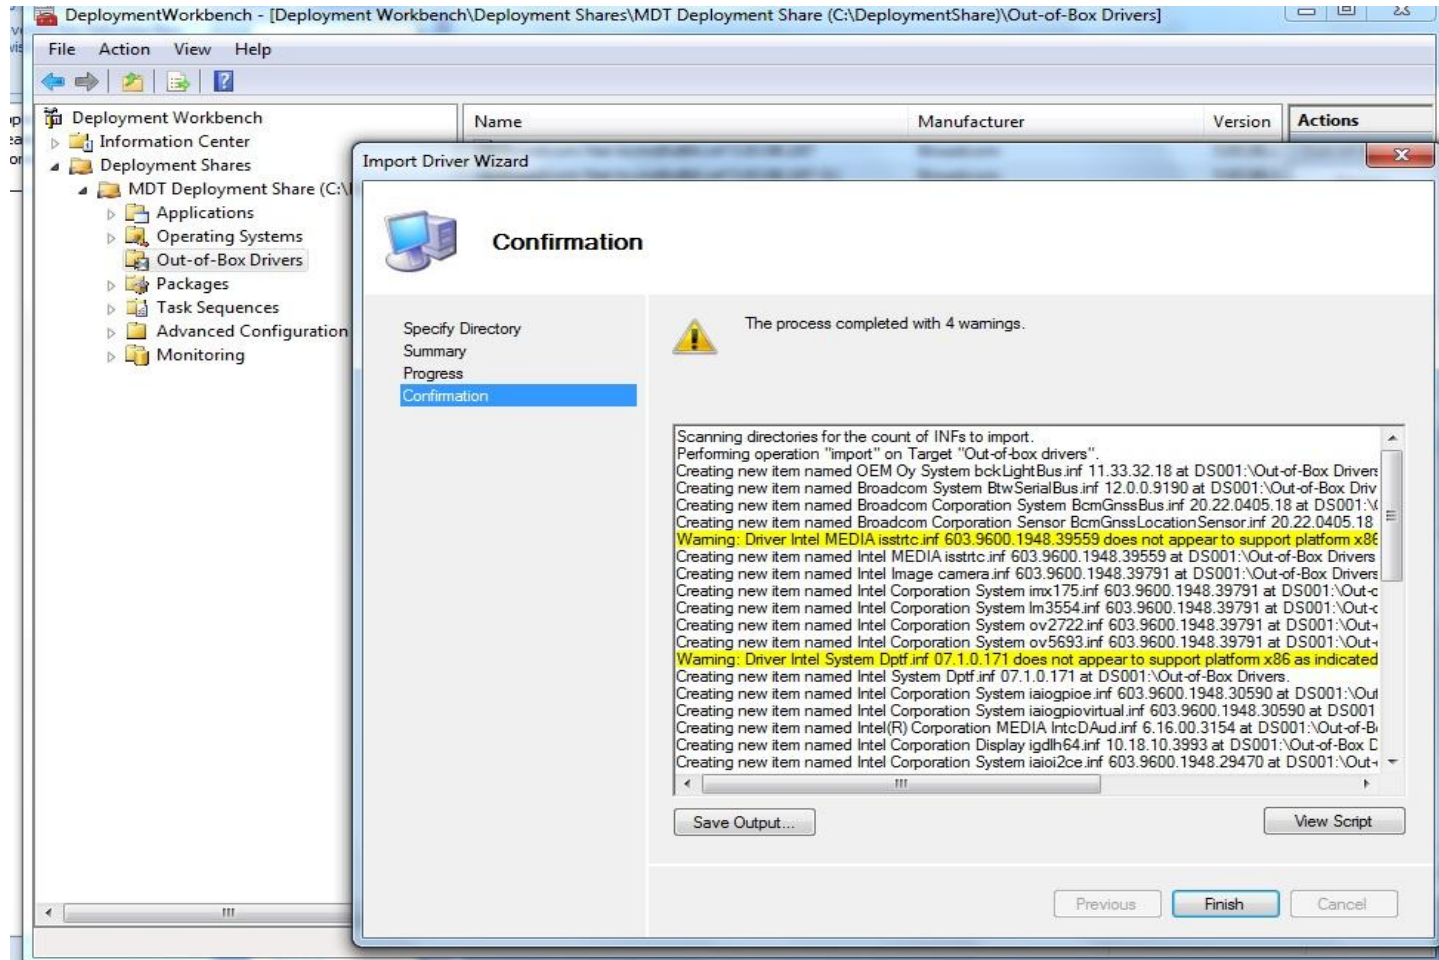 DeploymentWorkbench - [Deployment Workbench\Deployment Shares\MDT Deployment Share (C:\DeploymentShare)\Out-of-Box Drivers]
File Action View Help
Deployment Workbench
Information Center
Deployment Shares
MDT Deployment Share (C:\
Applications
Operating Systems
Out-of-Box Drivers
Packages
Task Sequences
Advanced Configuration
Monitoring
Name Manufacturer Version Actions
Import Driver Wizard
Confirmation
Specify Directory
Summary
Progress
Confirmation
The process completed with 4 warnings.
Scanning directories for the count of INFs to import.
Performing operation "import" on Target "Out-of-box drivers".
Creating new item named OEM Oy System bckLightBus.inf 11.33.32.18 at DS001:\Out-of-Box Drivers
Creating new item named Broadcom System BtwSerialBus.inf 12.0.0.9190 at DS001:\Out-of-Box Driv
Creating new item named Broadcom Corporation System BcmGnssBus.inf 20.22.0405.18 at DS001:\
Creating new item named Broadcom Corporation Sensor BcmGnssLocationSensor.inf 20.22.0405.18
Warning: Driver Intel MEDIA isstrtc.inf 603.9600.1948.39559 does not appear to support platform x86
Creating new item named Intel MEDIA isstrtc.inf 603.9600.1948.39559 at DS001:\Out-of-Box Drivers
Creating new item named Intel Image camera.inf 603.9600.1948.39791 at DS001:\Out-of-Box Drivers
Creating new item named Intel Corporation System imx175.inf 603.9600.1948.39791 at DS001:\Out-
Creating new item named Intel Corporation System lm3554.inf 603.9600.1948.39791 at DS001:\Out-
Creating new item named Intel Corporation System ov2722.inf 603.9600.1948.39791 at DS001:\Out-
Creating new item named Intel Corporation System ov5693.inf 603.9600.1948.39791 at DS001:\Out-
Warning: Driver Intel System Dptf.inf 07.1.0.171 does not appear to support platform x86 as indicated
Creating new item named Intel System Dptf.inf 07.1.0.171 at DS001:\Out-of-Box Drivers.
Creating new item named Intel Corporation System iaiogpioe.inf 603.9600.1948.30590 at DS001:\Out
Creating new item named Intel Corporation System iaiogpiovirtual.inf 603.9600.1948.30590 at DS001
Creating new item named Intel(R) Corporation MEDIA IntcDAud.inf 6.16.00.3154 at DS001:\Out-of-B
Creating new item named Intel Corporation Display igdlh64.inf 10.18.10.3993 at DS001:\Out-of-Box D
Creating new item named Intel Corporation System iaioi2ce.inf 603.9600.1948.29470 at DS001:\Out-
Save Output... View Script
Previous Finish Cancel